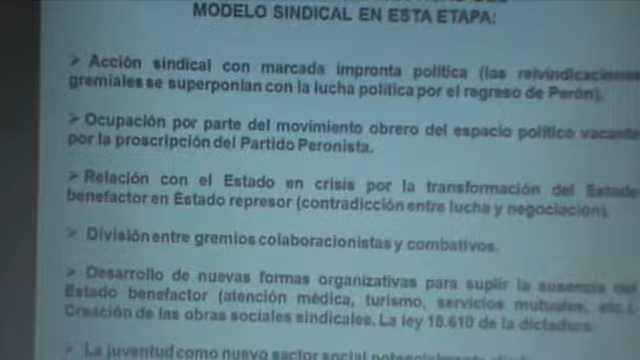 MODELO SINDICAL EN ESTA ETAPA:
➢ Acción sindical con marcada impronta política (las reivindicaciones
gremiales se superponían con la lucha política por el regreso de Perón).
➢ Ocupación por parte del movimiento obrero del espacio político vacante
por la proscripción del Partido Peronista.
➢ Relación con el Estado en crisis por la transformación del Estado
benefactor en Estado represor (contradicción entre lucha y negociación).
➢ División entre gremios colaboracionistas y combativos.
➢ Desarrollo de nuevas formas organizativas para suplir la ausencia del
Estado benefactor (atención médica, turismo, servicios mutuales, etc.).
Creación de las obras sociales sindicales. La ley 18.610 de la dictadura.
➢ La juventud como nuevo sector social